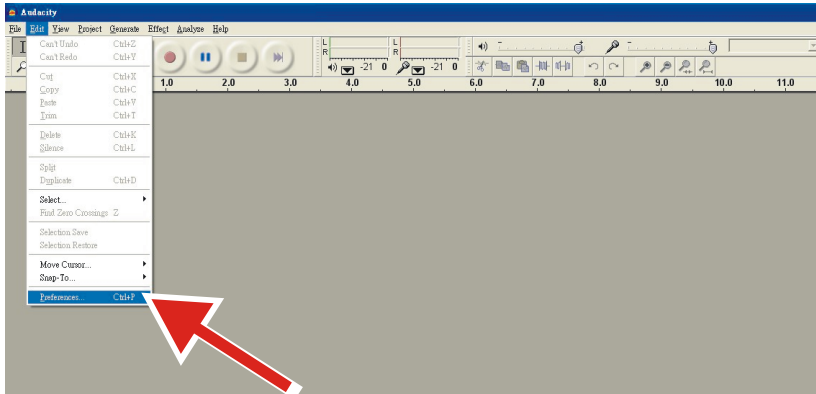 Audacity
File Edit View Project Generate Effect Analyze Help
Can't Undo Ctrl+Z
Can't Redo Ctrl+Y
Cut Ctrl+X
Copy Ctrl+C
Paste Ctrl+V
Trim Ctrl+T
Delete Ctrl+K
Silence Ctrl+L
Split
Duplicate Ctrl+D
Select...
Find Zero Crossings Z
Selection Save
Selection Restore
Move Cursor...
Snap-To...
Preferences... Ctrl+P
L L
R R
-21 0 -21 0
1.0 2.0 3.0 4.0 5.0 6.0 7.0 8.0 9.0 10.0 11.0